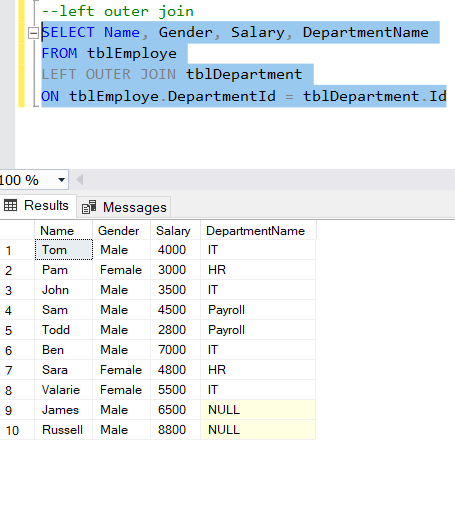 --left outer join
SELECT Name, Gender, Salary, DepartmentName
FROM tblEmploye
LEFT OUTER JOIN tblDepartment
ON tblEmploye.DepartmentId = tblDepartment.Id
100 %
Results Messages
Name Gender Salary DepartmentName
1 Tom Male 4000 IT
2 Pam Female 3000 HR
3 John Male 3500 IT
4 Sam Male 4500 Payroll
5 Todd Male 2800 Payroll
6 Ben Male 7000 IT
7 Sara Female 4800 HR
8 Valarie Female 5500 IT
9 James Male 6500 NULL
10 Russell Male 8800 NULL